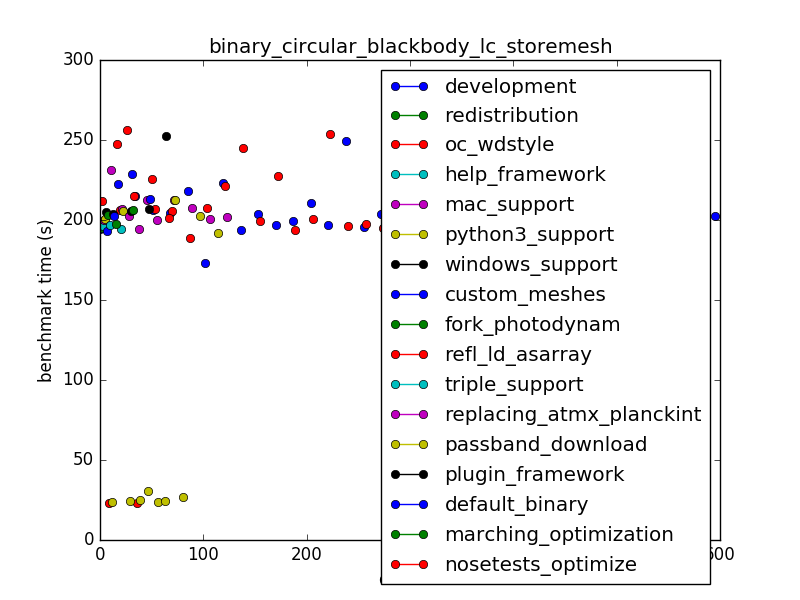 binary_circular_blackbody_lc_storemesh
300
250
200
150
100
50
0
benchmark time (s)
0
100
200
development
redistribution
oc_wdstyle
help_framework
mac_support
python3_support
windows_support
custom_meshes
fork_photodynam
refl_ld_asarray
triple_support
replacing_atmx_planckint
passband_download
plugin_framework
default_binary
marching_optimization
nosetests_optimize